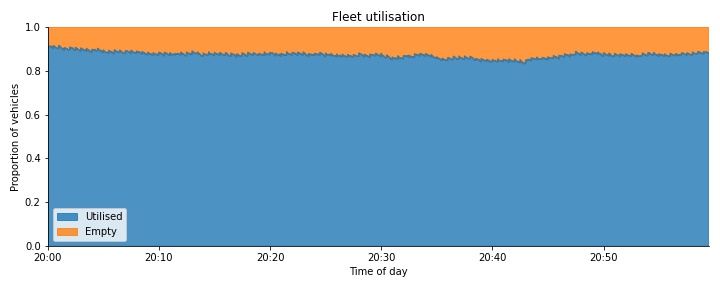 Fleet utilisation
Proportion of vehicles
1.0
0.8
0.6
0.4
0.2
0.0
Utilised
Empty
20:00 20:10 20:20 20:30 20:40 20:50
Time of day